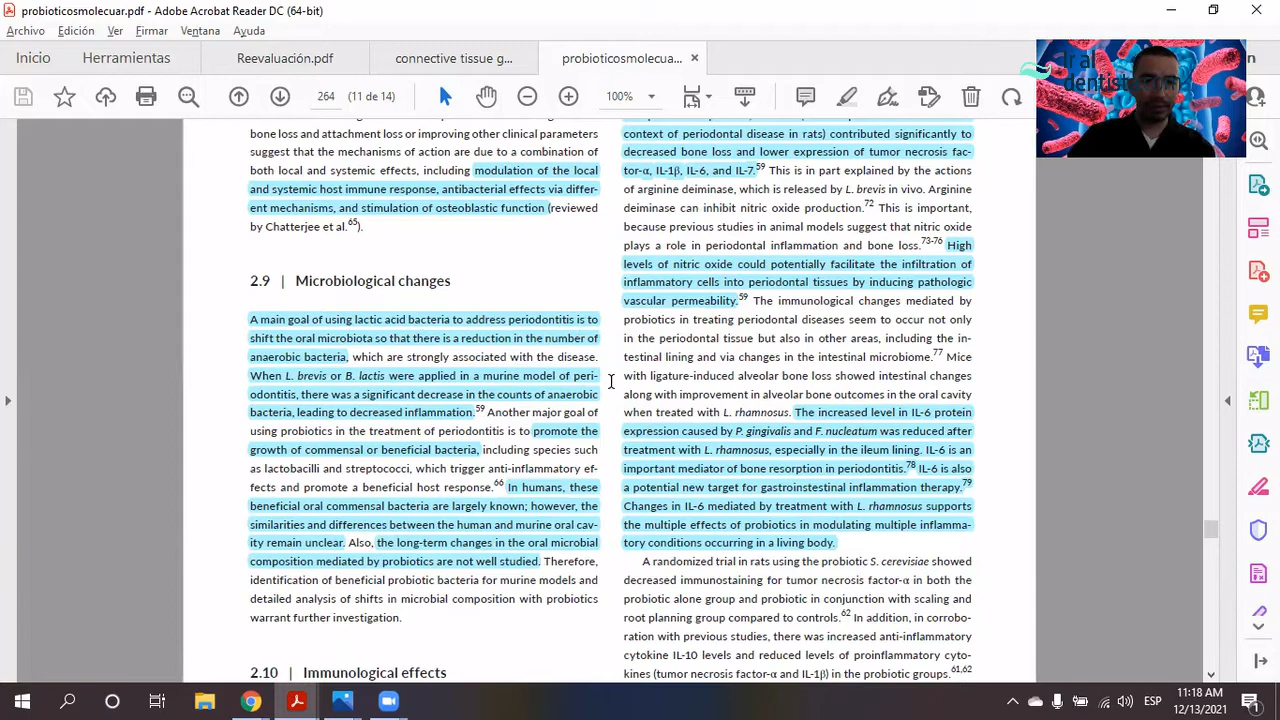 probioticosmolecuar.pdf - Adobe Acrobat Reader DC (64-bit)
Archivo Edición Ver Firmar Ventana Ayuda
Inicio Herramientas Reevaluación.pdf connective tissue g... probioticosmolecua... ×
264 (11 de 14) 100%
Ir al
dentista
bone loss and attachment loss or improving other clinical parameters
suggest that the mechanisms of action are due to a combination of
both local and systemic effects, including modulation of the local
and systemic host immune response, antibacterial effects via differ-
ent mechanisms, and stimulation of osteoblastic function (reviewed
by Chatterjee et al.65).
2.9 | Microbiological changes
A main goal of using lactic acid bacteria to address periodontitis is to
shift the oral microbiota so that there is a reduction in the number of
anaerobic bacteria, which are strongly associated with the disease.
When L. brevis or B. lactis were applied in a murine model of peri-
odontitis, there was a significant decrease in the counts of anaerobic
bacteria, leading to decreased inflammation.59 Another major goal of
using probiotics in the treatment of periodontitis is to promote the
growth of commensal or beneficial bacteria, including species such
as lactobacilli and streptococci, which trigger anti-inflammatory ef-
fects and promote a beneficial host response.66 In humans, these
beneficial oral commensal bacteria are largely known; however, the
similarities and differences between the human and murine oral cav-
ity remain unclear. Also, the long-term changes in the oral microbial
composition mediated by probiotics are not well studied. Therefore,
identification of beneficial probiotic bacteria for murine models and
detailed analysis of shifts in microbial composition with probiotics
warrant further investigation.
2.10 | Immunological effects
context of periodontal disease in rats) contributed significantly to
decreased bone loss and lower expression of tumor necrosis fac-
tor-α, IL-1β, IL-6, and IL-7.59 This is in part explained by the actions
of arginine deiminase, which is released by L. brevis in vivo. Arginine
deiminase can inhibit nitric oxide production.72 This is important,
because previous studies in animal models suggest that nitric oxide
plays a role in periodontal inflammation and bone loss.73-76 High
levels of nitric oxide could potentially facilitate the infiltration of
inflammatory cells into periodontal tissues by inducing pathologic
vascular permeability.59 The immunological changes mediated by
probiotics in treating periodontal diseases seem to occur not only
in the periodontal tissue but also in other areas, including the in-
testinal lining and via changes in the intestinal microbiome.77 Mice
with ligature-induced alveolar bone loss showed intestinal changes
along with improvement in alveolar bone outcomes in the oral cavity
when treated with L. rhamnosus. The increased level in IL-6 protein
expression caused by P. gingivalis and F. nucleatum was reduced after
treatment with L. rhamnosus, especially in the ileum lining. IL-6 is an
important mediator of bone resorption in periodontitis.78 IL-6 is also
a potential new target for gastroinstestinal inflammation therapy.79
Changes in IL-6 mediated by treatment with L. rhamnosus supports
the multiple effects of probiotics in modulating multiple inflamma-
tory conditions occurring in a living body.
A randomized trial in rats using the probiotic S. cerevisiae showed
decreased immunostaining for tumor necrosis factor-α in both the
probiotic alone group and probiotic in conjunction with scaling and
root planning group compared to controls.62 In addition, in corrobo-
ration with previous studies, there was increased anti-inflammatory
cytokine IL-10 levels and reduced levels of proinflammatory cyto-
kines (tumor necrosis factor-α and IL-1β) in the probiotic groups.61,62
ESP
11:18 AM
12/13/2021
1